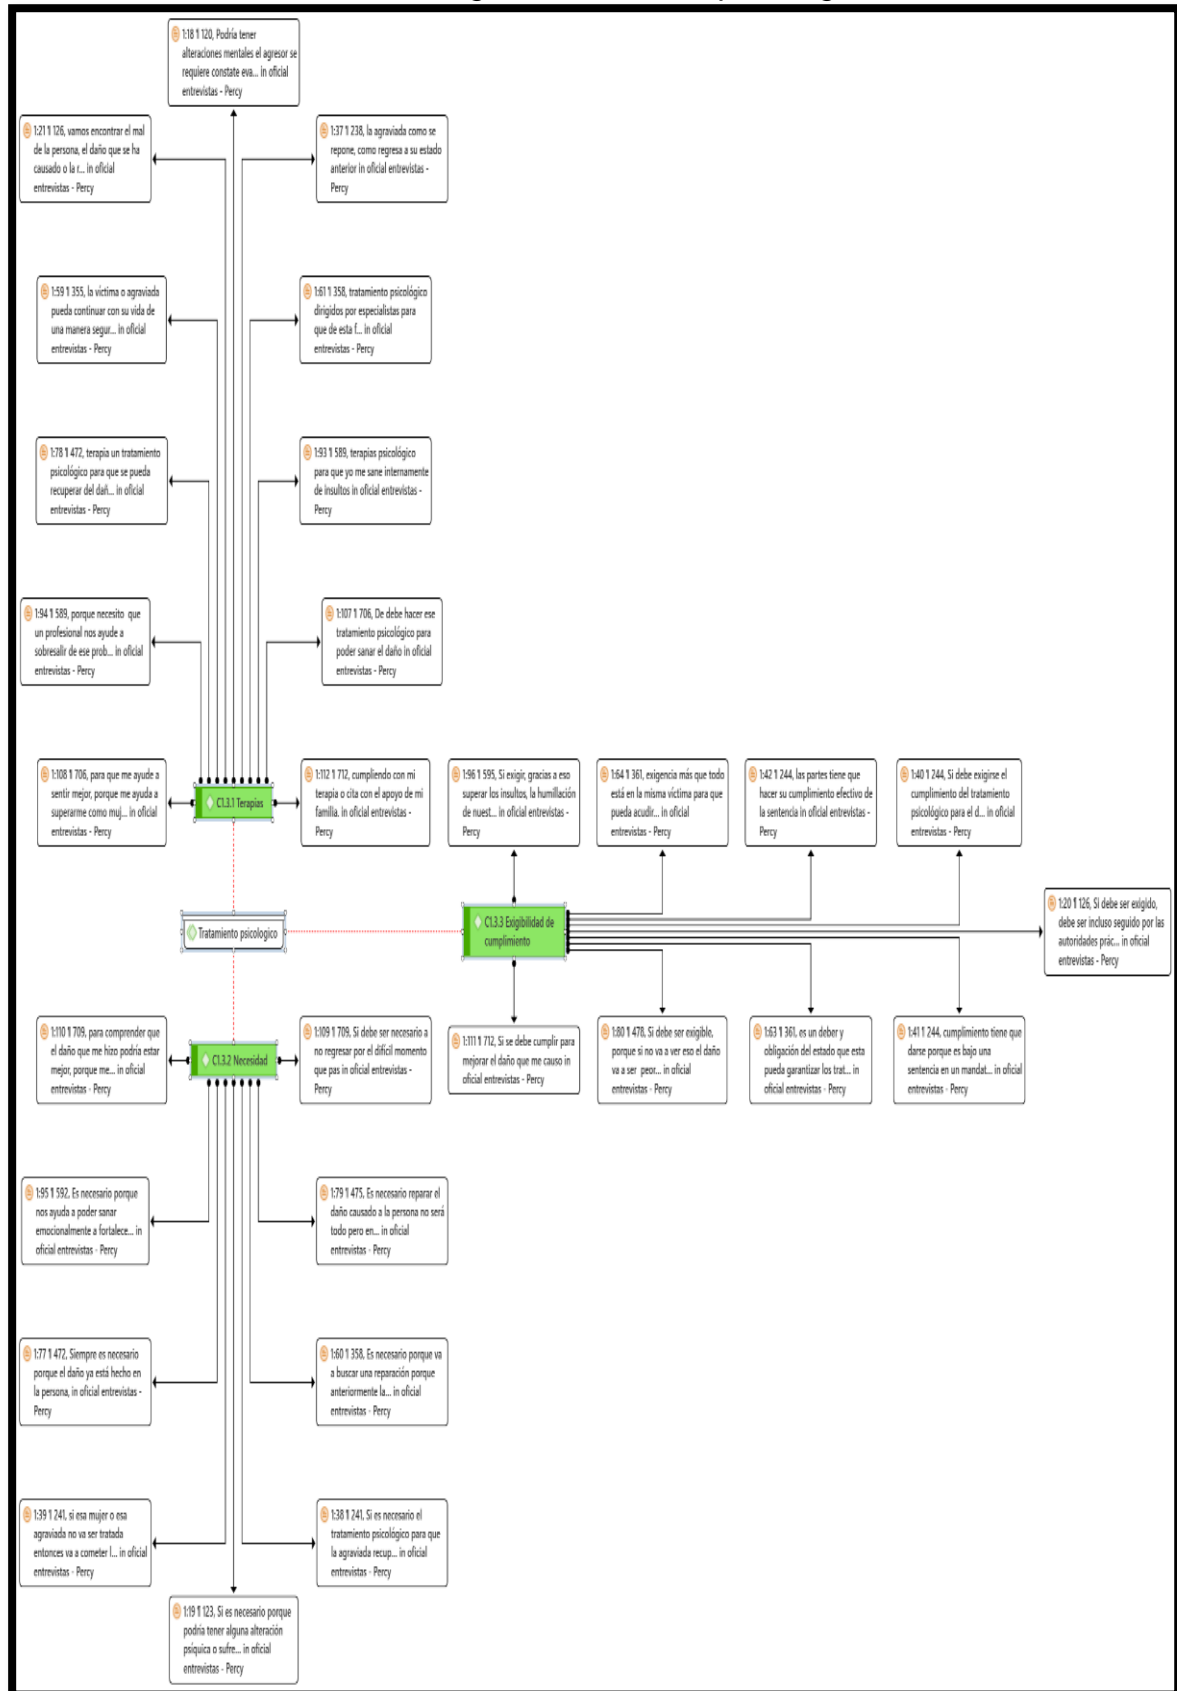 1:18 ¶ 120, Podría tener
alteraciones mentales el agresor se
requiere constate eva... in oficial
entrevistas - Percy
1:21 ¶ 126, vamos encontrar el mal
de la persona, el daño que se ha
causado o la r... in oficial
entrevistas - Percy
1:37 ¶ 238, la agraviada como se
repone, como regresa a su estado
anterior in oficial entrevistas -
Percy
1:59 ¶ 355, la víctima o agraviada
pueda continuar con su vida de
una manera segur... in oficial
entrevistas - Percy
1:61 ¶ 358, tratamiento psicológico
dirigidos por especialistas para
que de esta f... in oficial
entrevistas - Percy
1:78 ¶ 472, terapia un tratamiento
psicológico para que se pueda
recuperar del dañ... in oficial
entrevistas - Percy
1:93 ¶ 589, terapias psicológico
para que yo me sane internamente
de insultos in oficial entrevistas -
Percy
1:94 ¶ 589, porque necesito que
un profesional nos ayude a
sobresalir de ese prob... in oficial
entrevistas - Percy
1:107 ¶ 706, De debe hacer ese
tratamiento psicológico para
poder sanar el daño in oficial
entrevistas - Percy
1:108 ¶ 706, para que me ayude a
sentir mejor, porque me ayuda a
superarme como muj... in oficial
entrevistas - Percy
C1.3.1 Terapias
1:112 ¶ 712, cumpliendo con mi
terapia o cita con el apoyo de mi
familia. in oficial entrevistas -
Percy
1:96 ¶ 595, Si exigir, gracias a eso
superar los insultos, la humillación
de nuest... in oficial entrevistas -
Percy
1:64 ¶ 361, exigencia más que todo
está en la misma víctima para que
pueda acudir... in oficial
entrevistas - Percy
1:42 ¶ 244, las partes tiene que
hacer su cumplimiento efectivo de
la sentencia in oficial entrevistas -
Percy
1:40 ¶ 244, Si debe exigirse el
cumplimiento del tratamiento
psicológico para el d... in oficial
entrevistas - Percy
Tratamiento psicologico
C1.3.3 Exigibilidad de
cumplimiento
1:20 ¶ 126, Si debe ser exigido,
debe ser incluso seguido por las
autoridades prác... in oficial
entrevistas - Percy
1:110 ¶ 709, para comprender que
el daño que me hizo podría estar
mejor, porque me... in oficial
entrevistas - Percy
C1.3.2 Necesidad
1:109 ¶ 709, Si debe ser necesario a
no regresar por el difícil momento
que pas in oficial entrevistas -
Percy
1:111 ¶ 712, Si se debe cumplir para
mejorar el daño que me causo in
oficial entrevistas - Percy
1:80 ¶ 478, Si debe ser exigible,
porque si no va a ver eso el daño
va a ser peor... in oficial
entrevistas - Percy
1:63 ¶ 361, es un deber y
obligación del estado que esta
pueda garantizar los trat... in
oficial entrevistas - Percy
1:41 ¶ 244, cumplimiento tiene que
darse porque es bajo una
sentencia en un mandat... in oficial
entrevistas - Percy
1:95 ¶ 592, Es necesario porque
nos ayuda a poder sanar
emocionalmente a fortalece... in
oficial entrevistas - Percy
1:79 ¶ 475, Es necesario reparar el
daño causado a la persona no será
todo pero en... in oficial
entrevistas - Percy
1:77 ¶ 472, Siempre es necesario
porque el daño ya está hecho en
la persona, in oficial entrevistas -
Percy
1:60 ¶ 358, Es necesario porque va
a buscar una reparación porque
anteriormente la... in oficial
entrevistas - Percy
1:39 ¶ 241, si esa mujer o esa
agraviada no va ser tratada
entonces va a cometer l... in oficial
entrevistas - Percy
1:38 ¶ 241, Si es necesario el
tratamiento psicológico para que
la agraviada recup... in oficial
entrevistas - Percy
1:19 ¶ 123, Si es necesario porque
podría tener alguna alteración
psíquica o sufre... in oficial
entrevistas - Percy